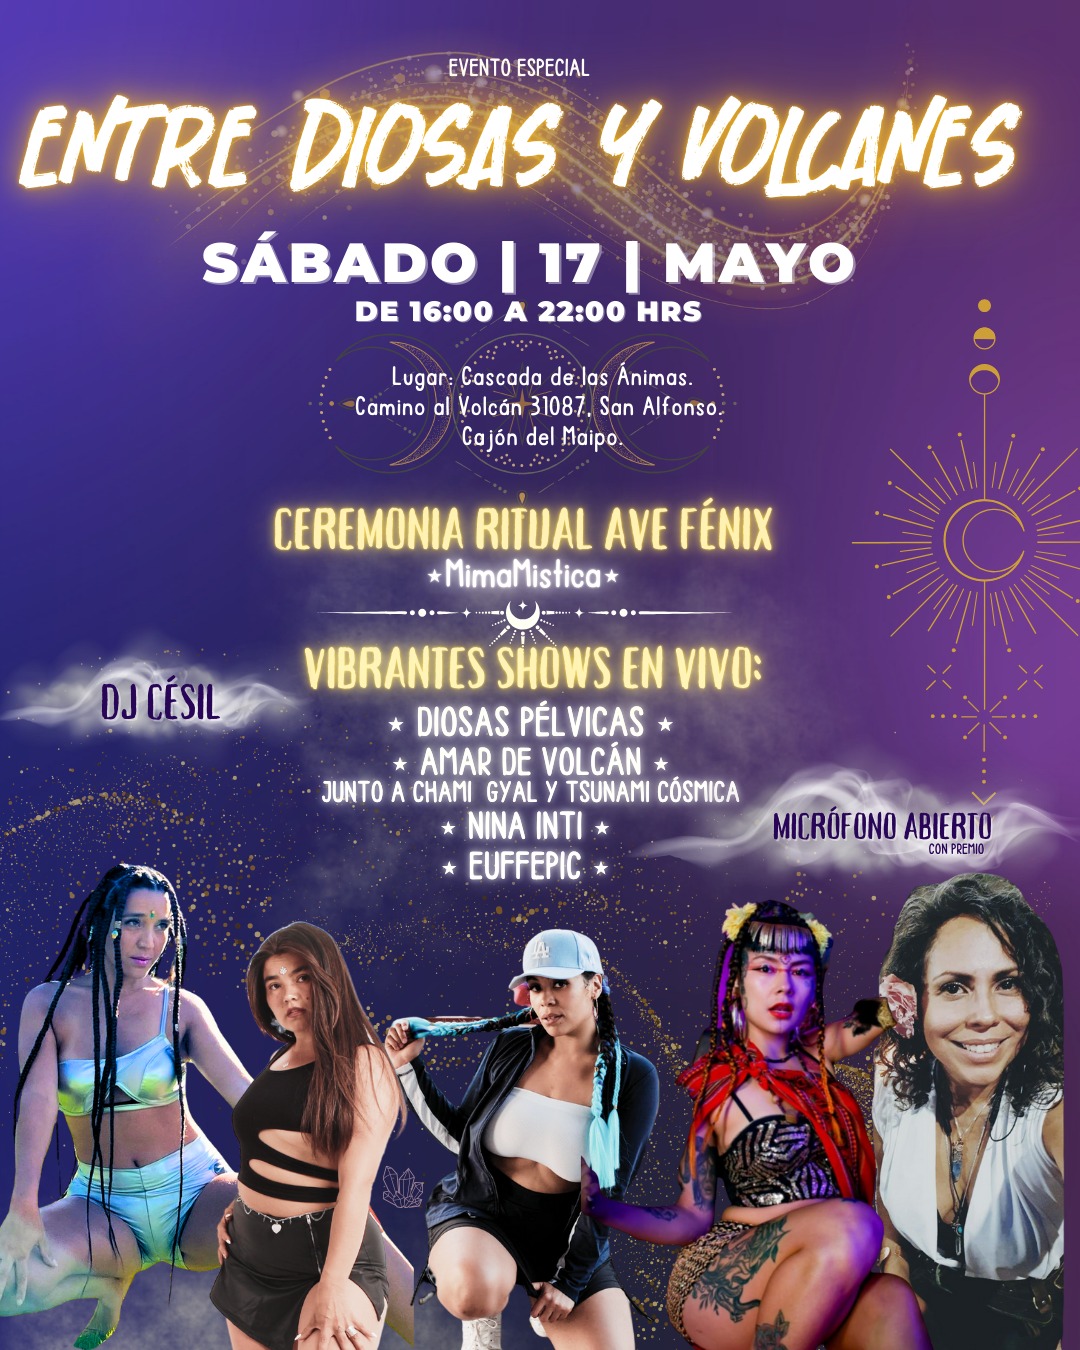 EVENTO ESPECIAL
ENTRE DIOSAS Y VOLCANES
SÁBADO | 17 | MAYO
DE 16:00 A 22:00 HRS
Lugar: Cascada de las Ánimas.
Camino al Volcán 31087, San Alfonso.
Cajón del Maipo.
CEREMONIA RITUAL AVE FÉNIX
★MimaMistica★
VIBRANTES SHOWS EN VIVO:
DJ CÉSIL
★ DIOSAS PÉLVICAS ★
★ AMAR DE VOLCÁN ★
JUNTO A CHAMI GYAL Y TSUNAMI CÓSMICA
★ NINA INTI ★
★ EUFFEPIC ★
MICRÓFONO ABIERTO
CON PREMIO
LA